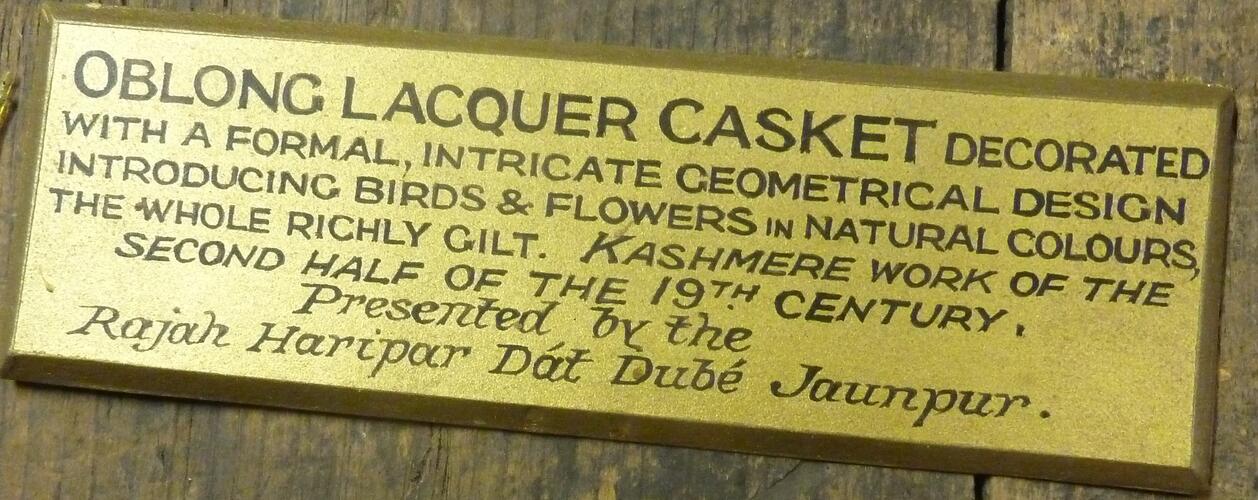 OBLONG LACQUER CASKET DECORATED
WITH A FORMAL, INTRICATE GEOMETRICAL DESIGN
INTRODUCING BIRDS & FLOWERS IN NATURAL COLOURS,
THE WHOLE RICHLY GILT. KASHMERE WORK OF THE
SECOND HALF OF THE 19TH CENTURY.
Presented by the
Rajah Haripar Dát Dubé Jaunpur.